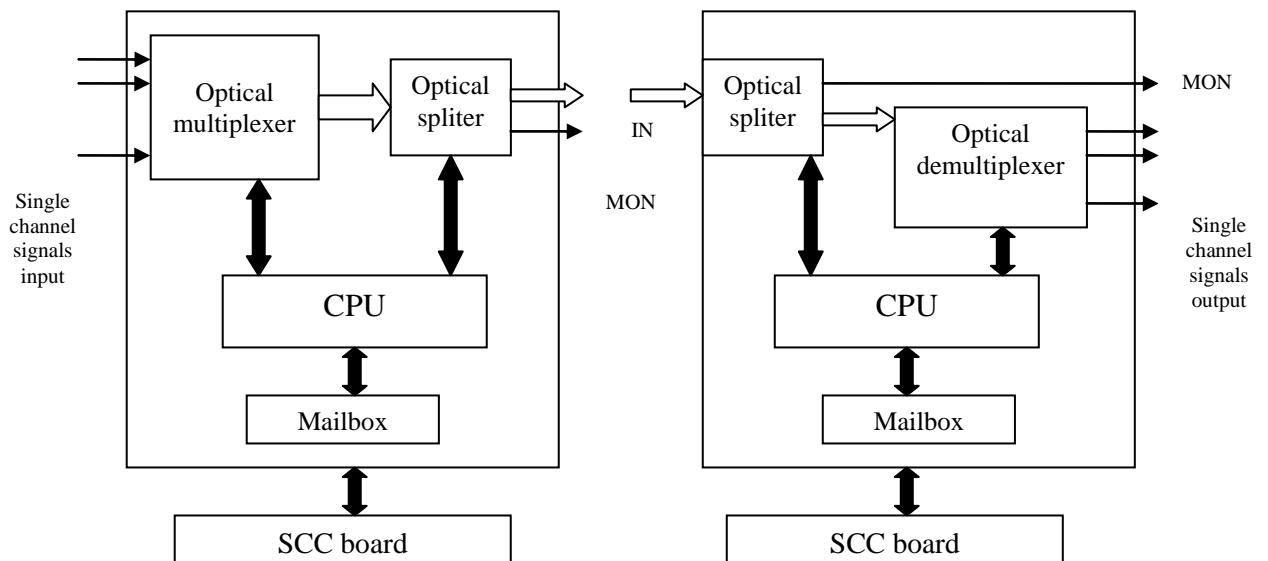 Optical
multiplexer
Optical
spliter
Single
channel
signals
input
CPU
Mailbox
SCC board
IN
MON
Optical
spliter
MON
Optical
demultiplexer
Single
channel
signals
output
CPU
Mailbox
SCC board